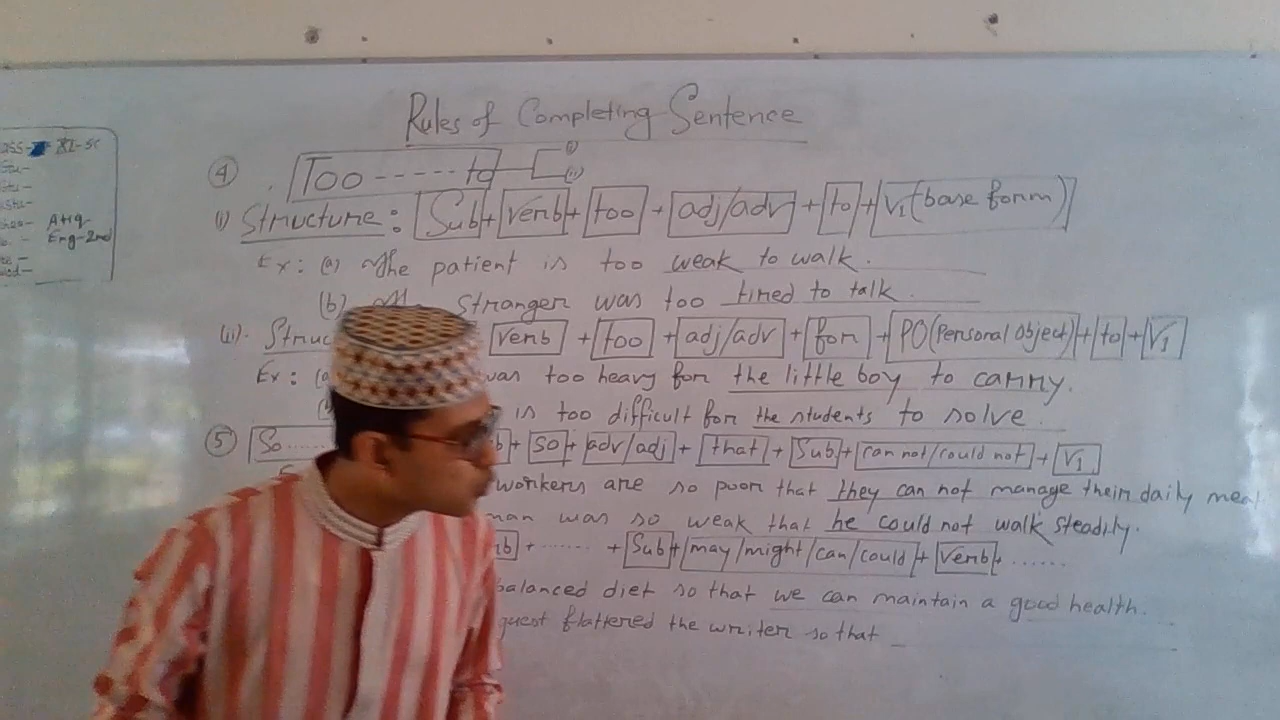 Rules of Completing Sentence
XI-sc
Atiq
Eng-2nd
4 Too ----- to (i) (ii)
(i) Structure: Sub + verb + too + adj/adv + to + V1 (base form)
Ex: (a) The patient is too weak to walk.
(b) The stranger was too tired to talk.
(ii). Struc verb + too + adj/adv + for + PO (Personal Object) + to + V1
Ex: (a was too heavy for the little boy to carry.
is too difficult for the students to solve.
5 So...... b + so + adv/adj + that + Sub + can not/could not + V1
workers are so poor that they can not manage their daily meal
man was so weak that he could not walk steadily.
b + ...... + Sub + may/might/can/could + verb + ......
balanced diet so that we can maintain a good health.
guest flattered the writer so that